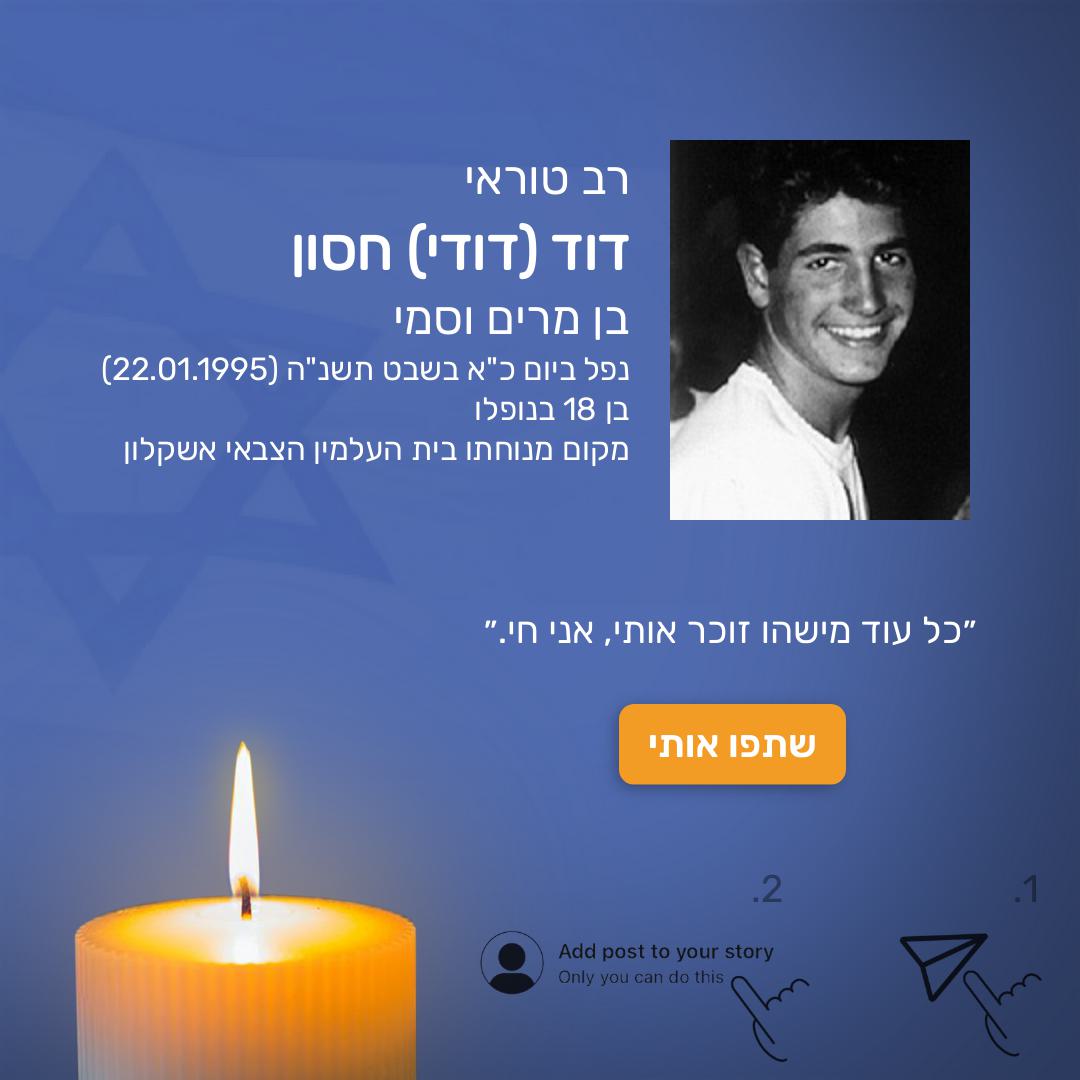 רב טוראי
דוד (דודי) חסון
בן מרים וסמי
נפל ביום כ"א בשבט תשנ"ה (22.01.1995)
בן 18 בנופלו
מקום מנוחתו בית העלמין הצבאי אשקלון
״כל עוד מישהו זוכר אותי, אני חי.״
שתפו אותי
.1
.2
Add post to your story
Only you can do this